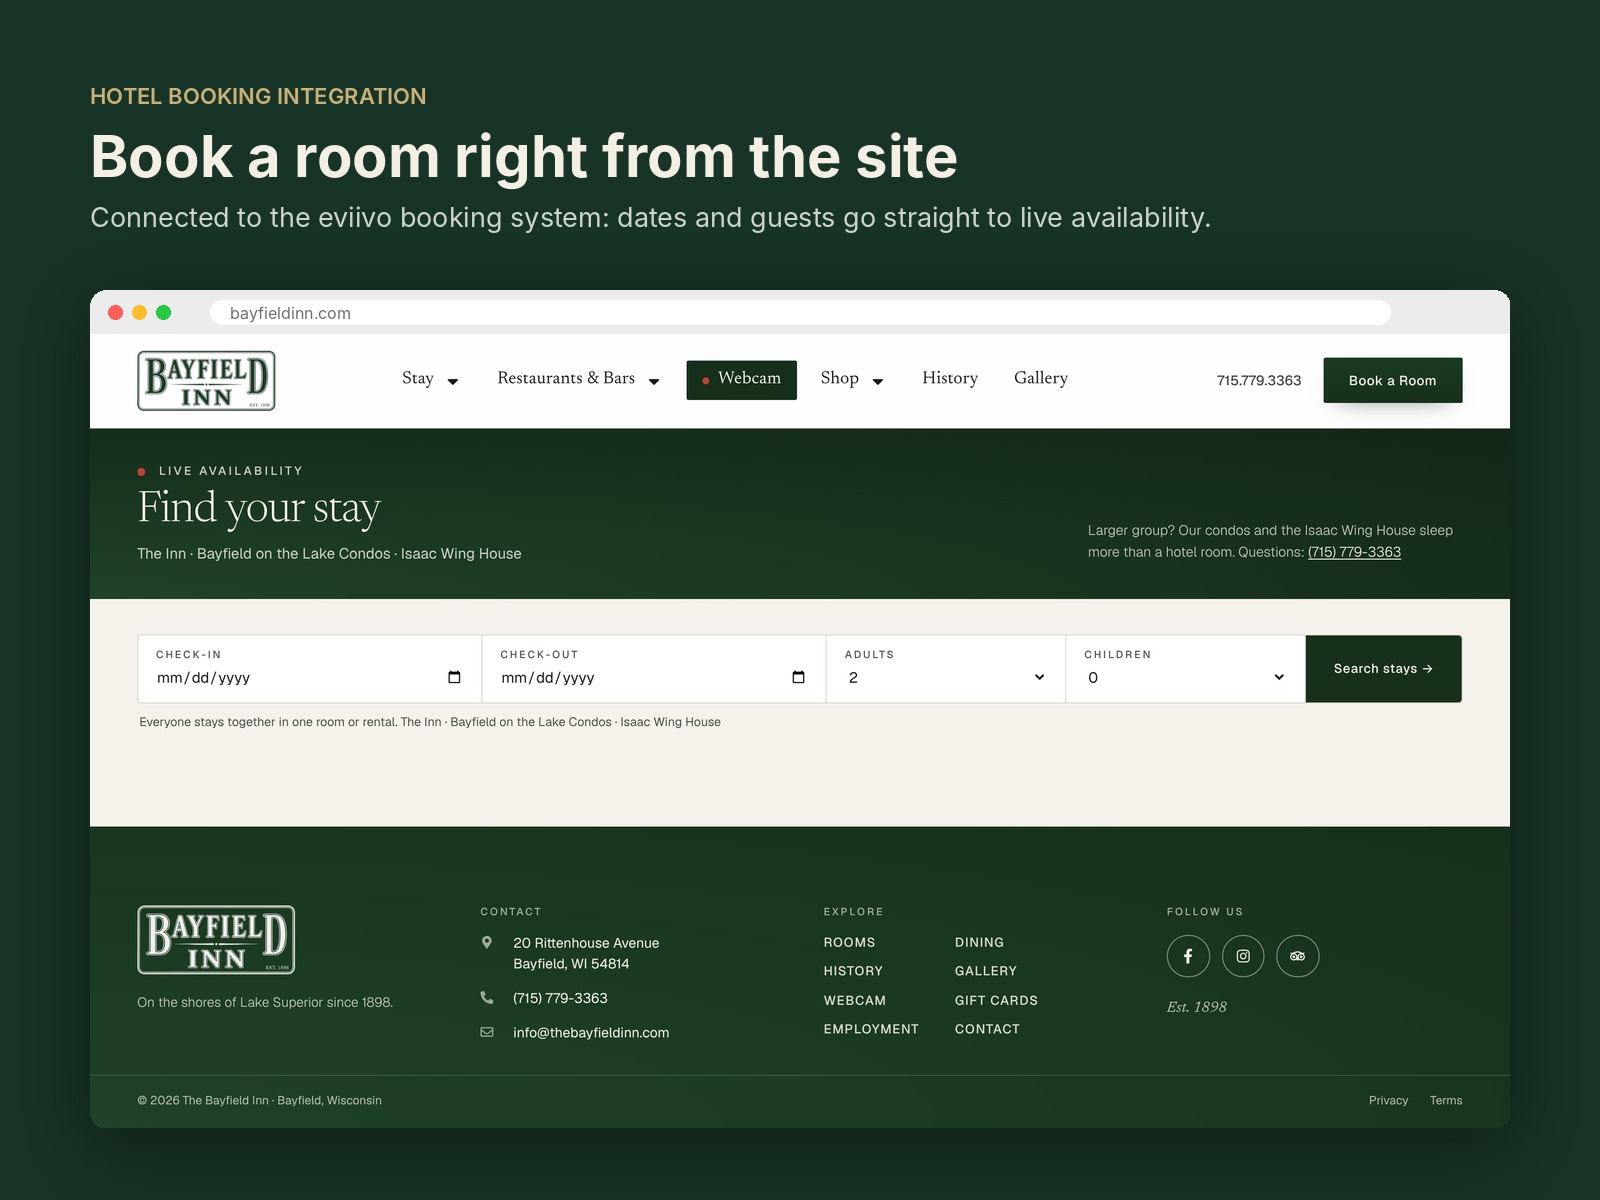 HOTEL BOOKING INTEGRATION
Book a room right from the site
Connected to the eviivo booking system: dates and guests go straight to live availability.
bayfieldinn.com
BAYFIELD
INN
EST. 1898
Stay
Restaurants & Bars
Webcam
Shop
History
Gallery
715.779.3363
Book a Room
LIVE AVAILABILITY
Find your stay
The Inn · Bayfield on the Lake Condos · Isaac Wing House
Larger group? Our condos and the Isaac Wing House sleep
more than a hotel room. Questions: (715) 779-3363
CHECK-IN
mm/dd/yyyy
CHECK-OUT
mm/dd/yyyy
ADULTS
2
CHILDREN
0
Search stays →
Everyone stays together in one room or rental. The Inn · Bayfield on the Lake Condos · Isaac Wing House
BAYFIELD
INN
EST. 1898
On the shores of Lake Superior since 1898.
CONTACT
20 Rittenhouse Avenue
Bayfield, WI 54814
(715) 779-3363
info@thebayfieldinn.com
EXPLORE
ROOMS
DINING
HISTORY
GALLERY
WEBCAM
GIFT CARDS
EMPLOYMENT
CONTACT
FOLLOW US
Est. 1898
© 2026 The Bayfield Inn · Bayfield, Wisconsin
Privacy
Terms